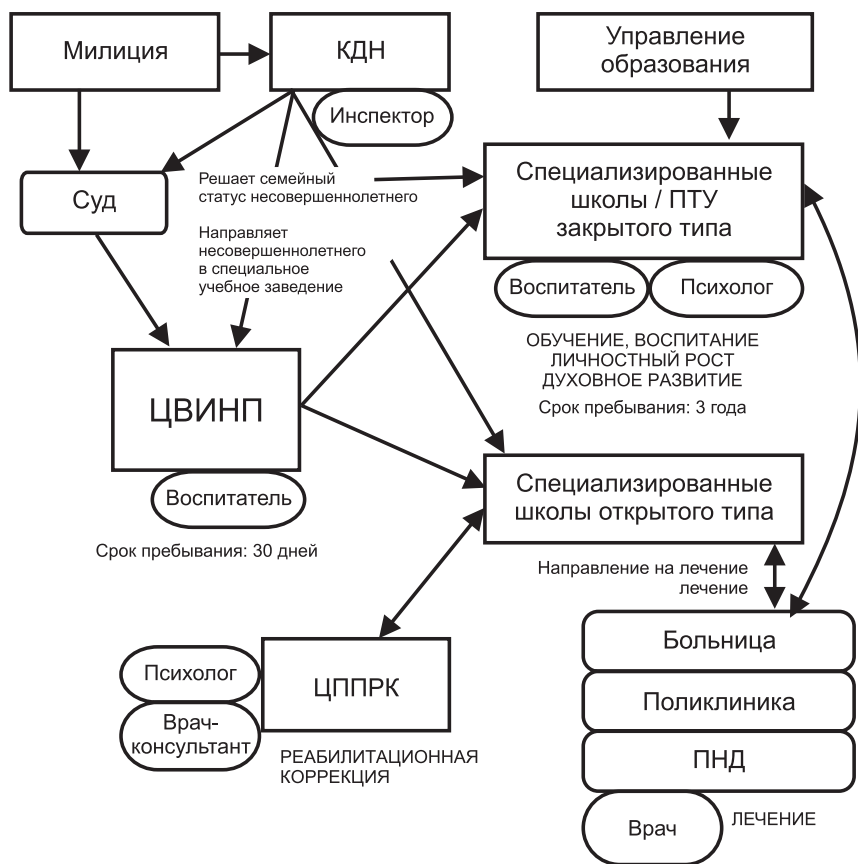 Милиция
КДН
Управление
образования
Инспектор
Суд
Решает семейный
статус несовершеннолетнего
Направляет
несовершеннолетнего
в специальное
учебное заведение
Специализированные
школы / ПТУ
закрытого типа
Воспитатель
Психолог
ОБУЧЕНИЕ, ВОСПИТАНИЕ
ЛИЧНОСТНЫЙ РОСТ
ДУХОВНОЕ РАЗВИТИЕ
Срок пребывания: 3 года
ЦВИНП
Воспитатель
Срок пребывания: 30 дней
Специализированные
школы открытого типа
Направление на лечение
лечение
Психолог
Врач-
консультант
ЦППРК
РЕАБИЛИТАЦИОННАЯ
КОРРЕКЦИЯ
Больница
Поликлиника
ПНД
Врач
ЛЕЧЕНИЕ